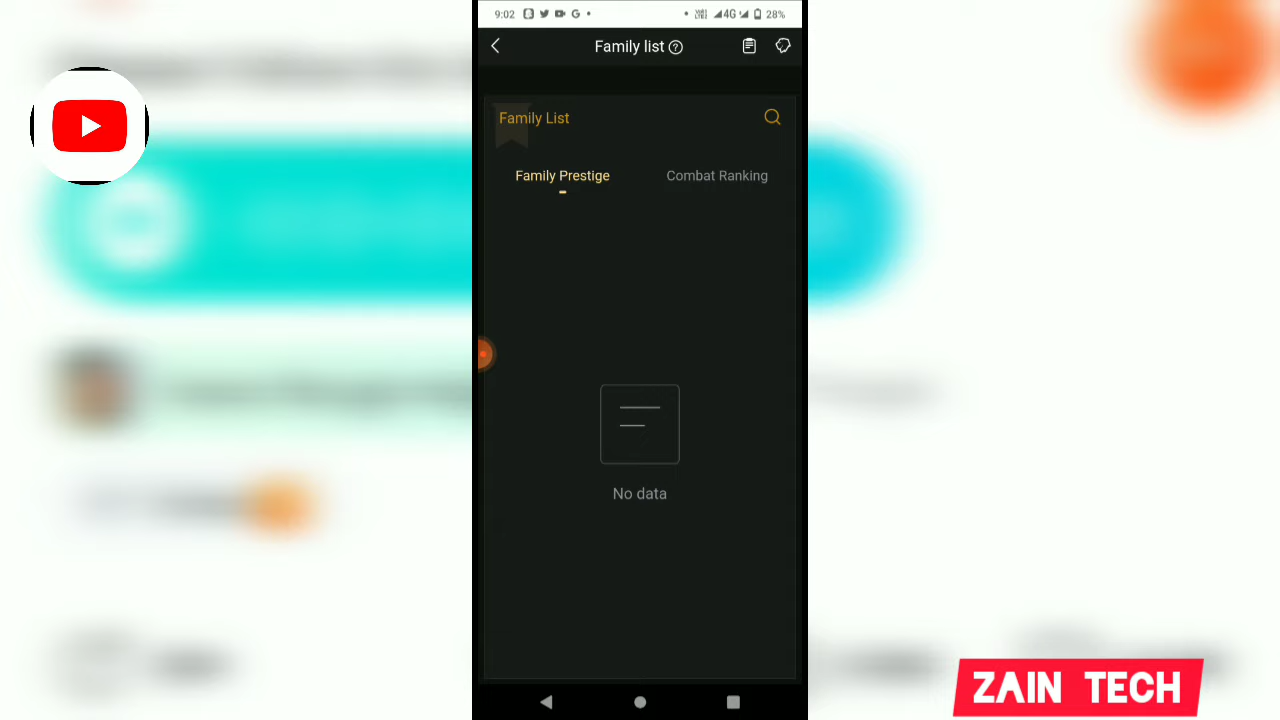 9:02
4G 28%
Family list
Family List
Family Prestige
Combat Ranking
No data
ZAIN TECH